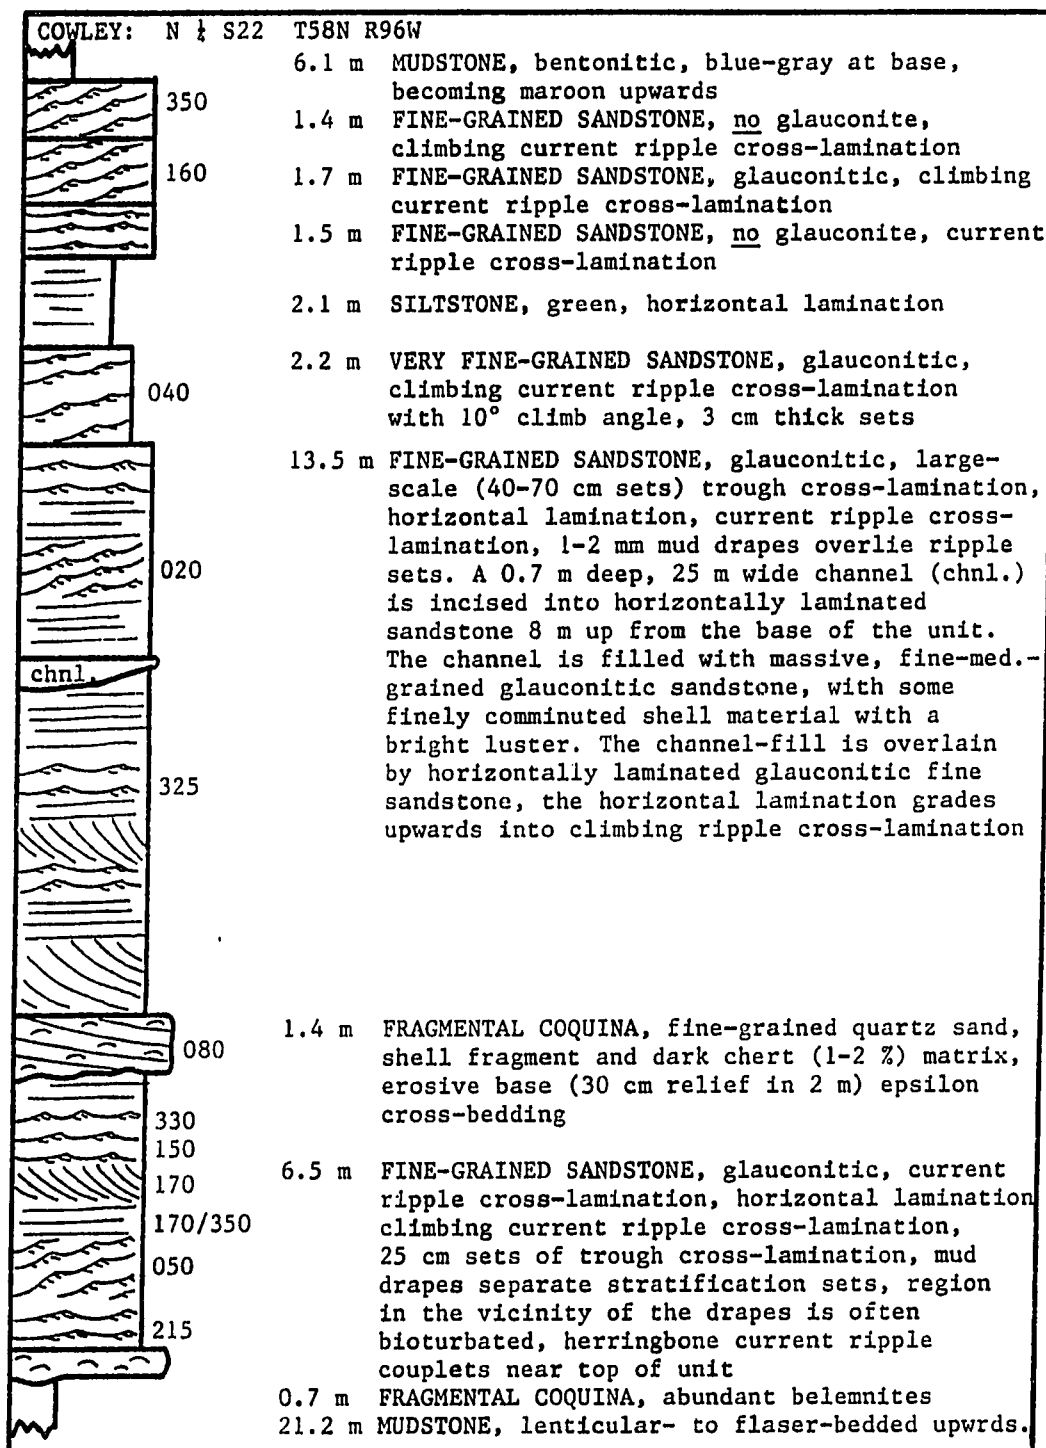 COWLEY: N ¼ S22 T58N R96W
6.1 m MUDSTONE, bentonitic, blue-gray at base,
becoming maroon upwards
350
1.4 m FINE-GRAINED SANDSTONE, no glauconite,
climbing current ripple cross-lamination
160
1.7 m FINE-GRAINED SANDSTONE, glauconitic, climbing
current ripple cross-lamination
1.5 m FINE-GRAINED SANDSTONE, no glauconite, current
ripple cross-lamination
2.1 m SILTSTONE, green, horizontal lamination
2.2 m VERY FINE-GRAINED SANDSTONE, glauconitic,
climbing current ripple cross-lamination
with 10° climb angle, 3 cm thick sets
040
13.5 m FINE-GRAINED SANDSTONE, glauconitic, large-
scale (40-70 cm sets) trough cross-lamination,
horizontal lamination, current ripple cross-
lamination, 1-2 mm mud drapes overlie ripple
sets. A 0.7 m deep, 25 m wide channel (chnl.)
is incised into horizontally laminated
sandstone 8 m up from the base of the unit.
The channel is filled with massive, fine-med.-
grained glauconitic sandstone, with some
finely comminuted shell material with a
bright luster. The channel-fill is overlain
by horizontally laminated glauconitic fine
sandstone, the horizontal lamination grades
upwards into climbing ripple cross-lamination
020
chnl.
325
1.4 m FRAGMENTAL COQUINA, fine-grained quartz sand,
shell fragment and dark chert (1-2 %) matrix,
erosive base (30 cm relief in 2 m) epsilon
cross-bedding
080
330
150
170
170/350
050
215
6.5 m FINE-GRAINED SANDSTONE, glauconitic, current
ripple cross-lamination, horizontal lamination
climbing current ripple cross-lamination,
25 cm sets of trough cross-lamination, mud
drapes separate stratification sets, region
in the vicinity of the drapes is often
bioturbated, herringbone current ripple
couplets near top of unit
0.7 m FRAGMENTAL COQUINA, abundant belemnites
21.2 m MUDSTONE, lenticular- to flaser-bedded upwrds.